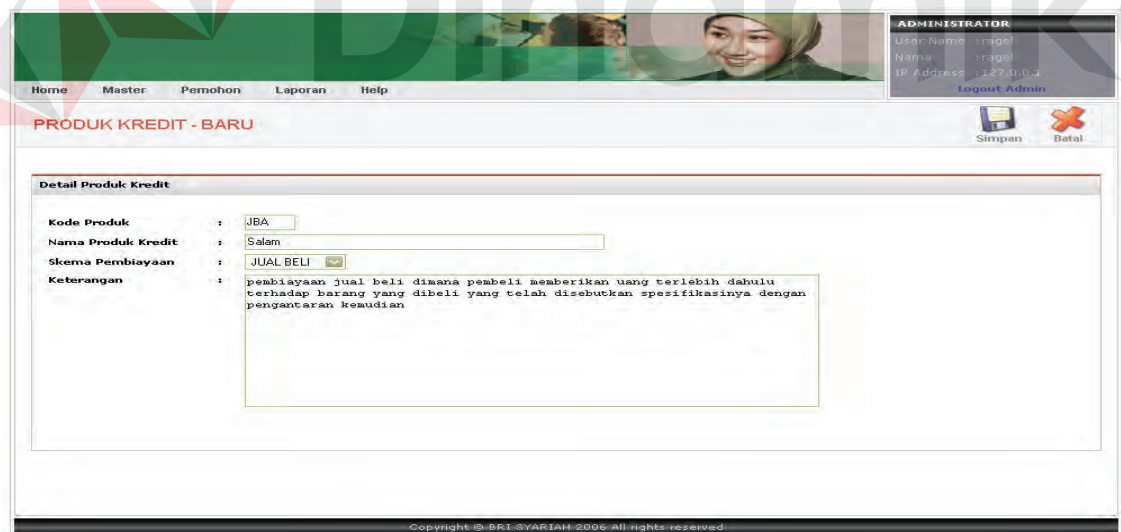 Dinamik
ADMINISTRATOR
User Name : ragel
Nama : ragel
IP Address : 127.0.0.1
Logout Admin
Home Master Pemohon Laporan Help
PRODUK KREDIT - BARU
Simpan Batal
Detail Produk Kredit
Kode Produk : JBA
Nama Produk Kredit : Salam
Skema Pembiayaan : JUAL BELI
Keterangan : pembiayaan jual beli dimana pembeli memberikan uang terlebih dahulu
terhadap barang yang dibeli yang telah disebutkan spesifikasinya dengan
pengantaran kemudian
Copyright © BRI SYARIAH 2006 All rights reserved